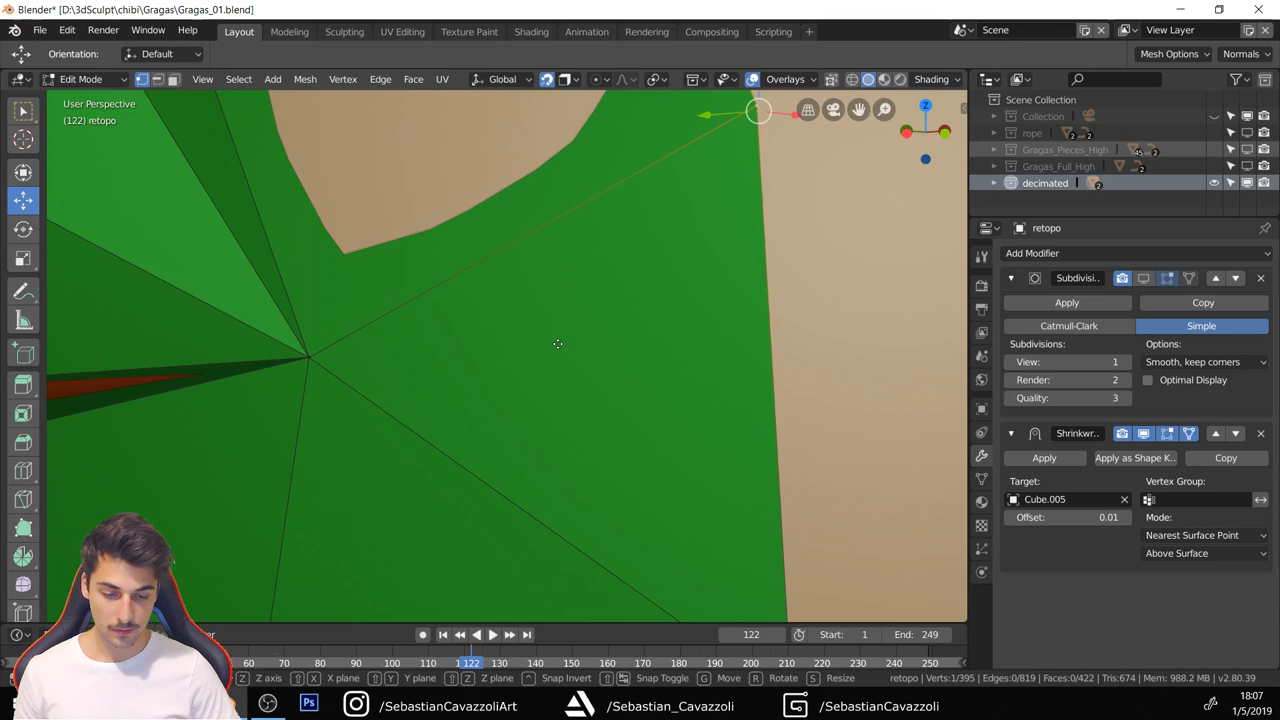 Blender* [D:\3dSculpt\chibi\Gragas\Gragas_01.blend]
File Edit Render Window Help Layout Modeling Sculpting UV Editing Texture Paint Shading Animation Rendering Compositing Scripting + Scene View Layer
Orientation: Default Mesh Options Normals
Edit Mode View Select Add Mesh Vertex Edge Face UV Global Overlays Shading
User Perspective
(122) retopo
Z
Scene Collection
Collection
rope 2 2
Gragas_Pieces_High 45 2
Gragas_Full_High 2
decimated 2
retopo
Add Modifier
Subdivisi..
Apply Copy
Catmull-Clark Simple
Subdivisions: Options:
View: 1 Smooth, keep corners
Render: 2 Optimal Display
Quality: 3
Shrinkwr..
Apply Apply as Shape K.. Copy
Target: Vertex Group:
Cube.005
Offset: 0.01 Mode:
Nearest Surface Point
Above Surface
122 Start: 1 End: 249
60 70 80 90 100 110 122 130 140 150 160 170 180 190 200 210 220 230 240 250
Z Z axis X X plane Y Y plane Z Z plane Snap Invert Snap Toggle G Move R Rotate S Resize retopo | Verts:1/395 | Edges:0/819 | Faces:0/422 | Tris:674 | Mem: 988.2 MB | v2.80.39
Ps /SebastianCavazzoliArt /Sebastian_Cavazzoli /SebastianCavazzoli
18:07
1/5/2019